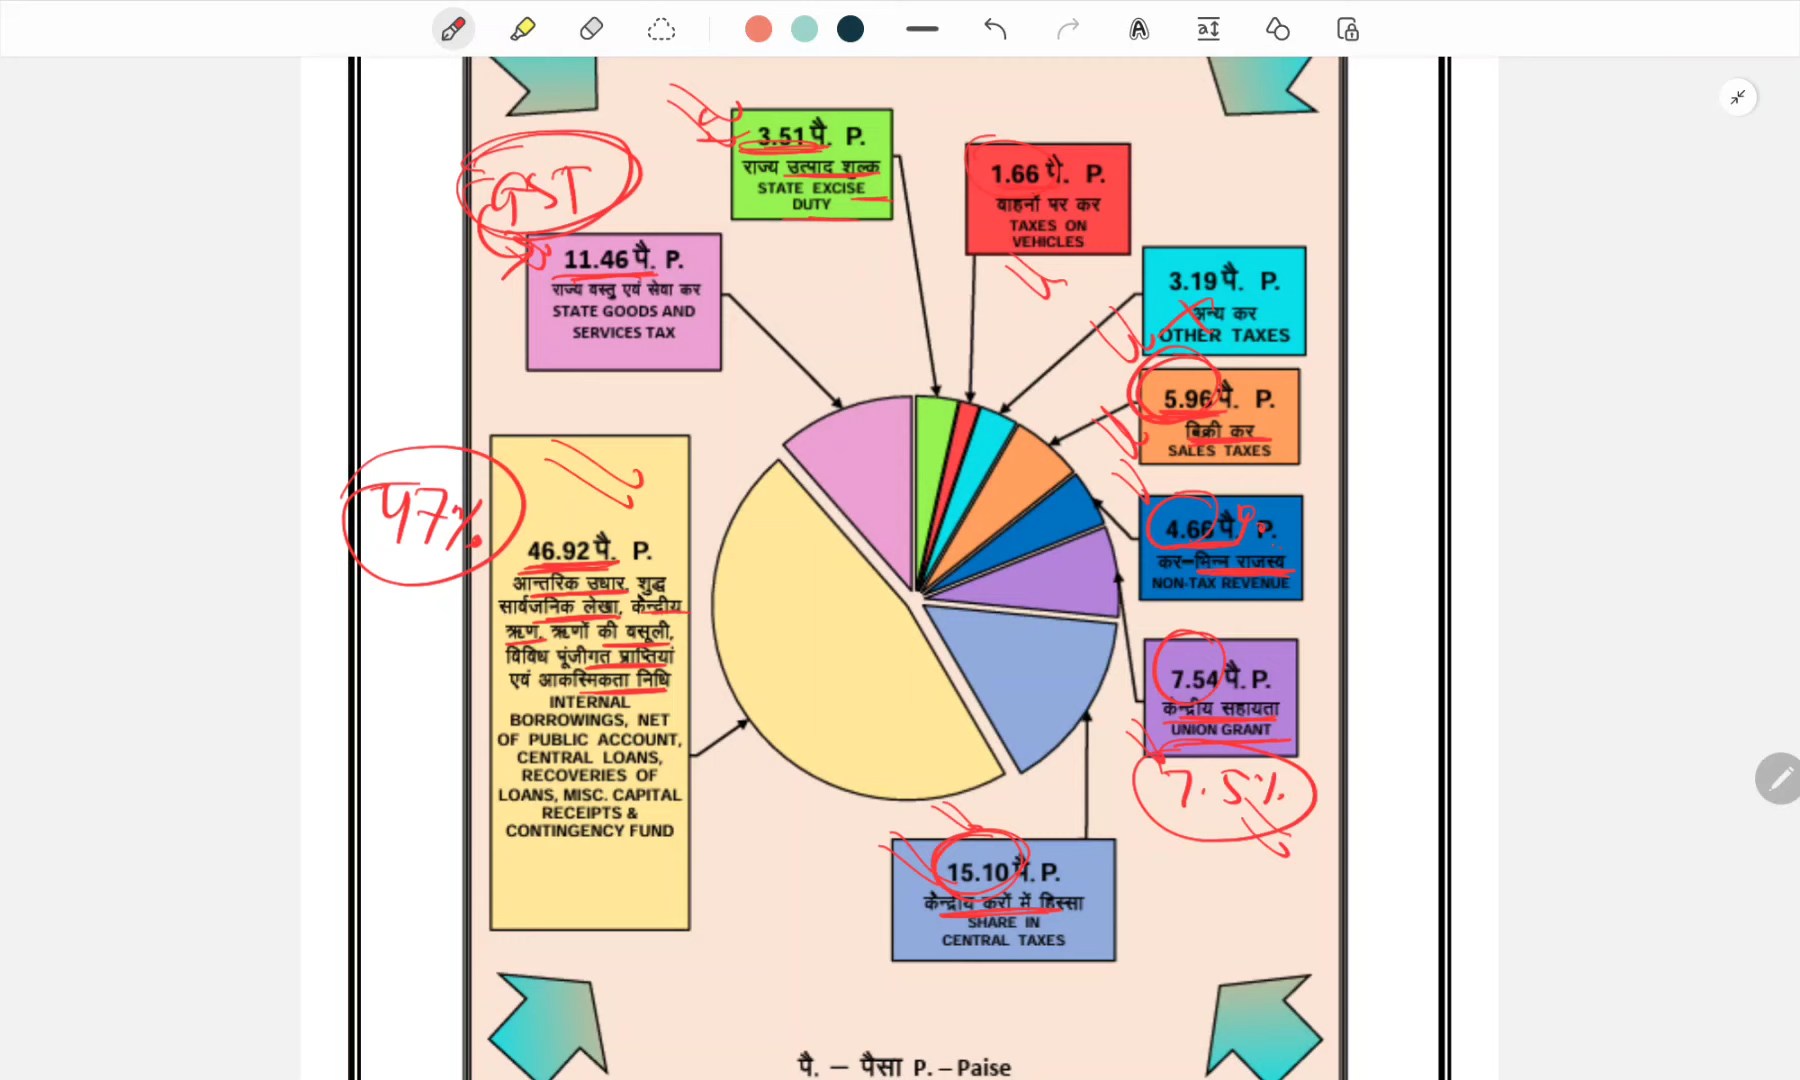 3.51 पै. P.
राज्य उत्पाद शुल्क
STATE EXCISE
DUTY
1.66 पै. P.
वाहनों पर कर
TAXES ON
VEHICLES
GST
11.46 पै. P.
राज्य वस्तु एवं सेवा कर
STATE GOODS AND
SERVICES TAX
3.19 पै. P.
अन्य कर
OTHER TAXES
5.96 पै. P.
बिक्री कर
SALES TAXES
47%
46.92 पै. P.
आन्तरिक उधार, शुद्ध
सार्वजनिक लेखा, केन्द्रीय
ऋण, ऋणों की वसूली,
विविध पूंजीगत प्राप्तियां
एवं आकस्मिकता निधि
INTERNAL
BORROWINGS, NET
OF PUBLIC ACCOUNT,
CENTRAL LOANS,
RECOVERIES OF
LOANS, MISC. CAPITAL
RECEIPTS &
CONTINGENCY FUND
4.66 पै. P.
कर–भिन्न राजस्व
NON-TAX REVENUE
7.54 पै. P.
केन्द्रीय सहायता
UNION GRANT
7.5%
15.10 पै. P.
केन्द्रीय करों में हिस्सा
SHARE IN
CENTRAL TAXES
पै. – पैसा P. – Paise